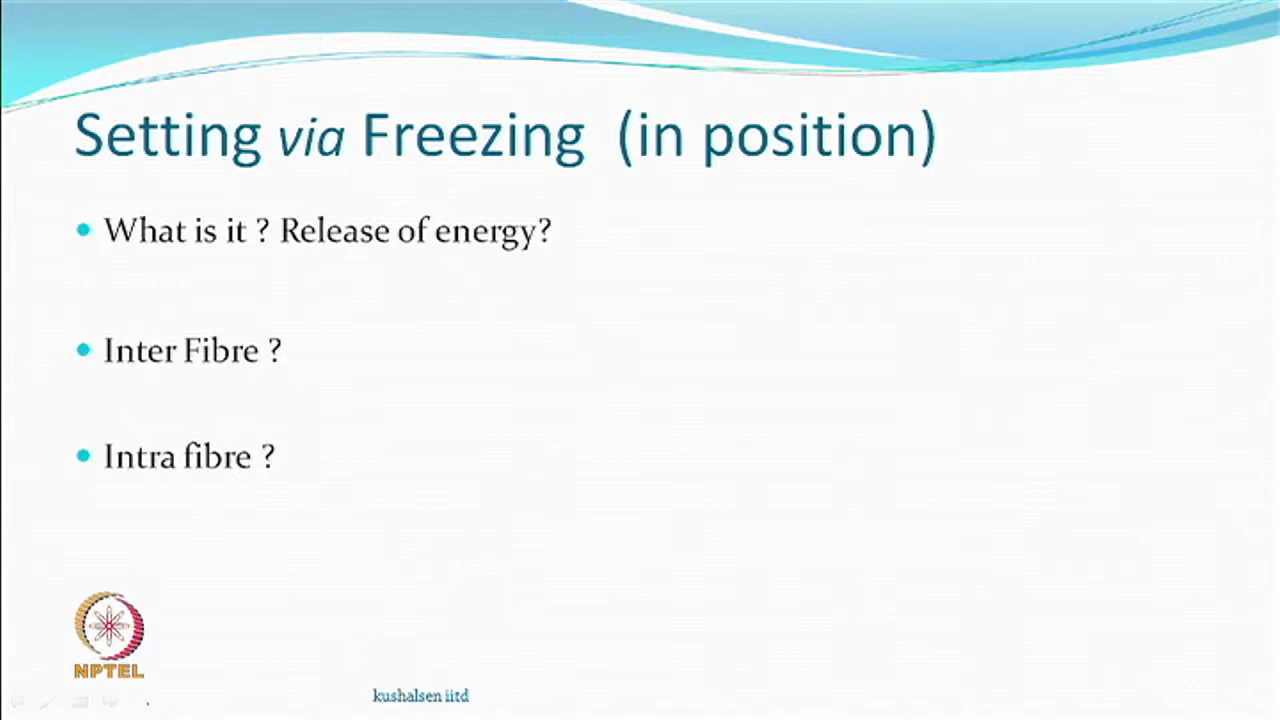 Setting via Freezing (in position)
What is it ? Release of energy?
Inter Fibre ?
Intra fibre ?
NPTEL
kushalsen iitd